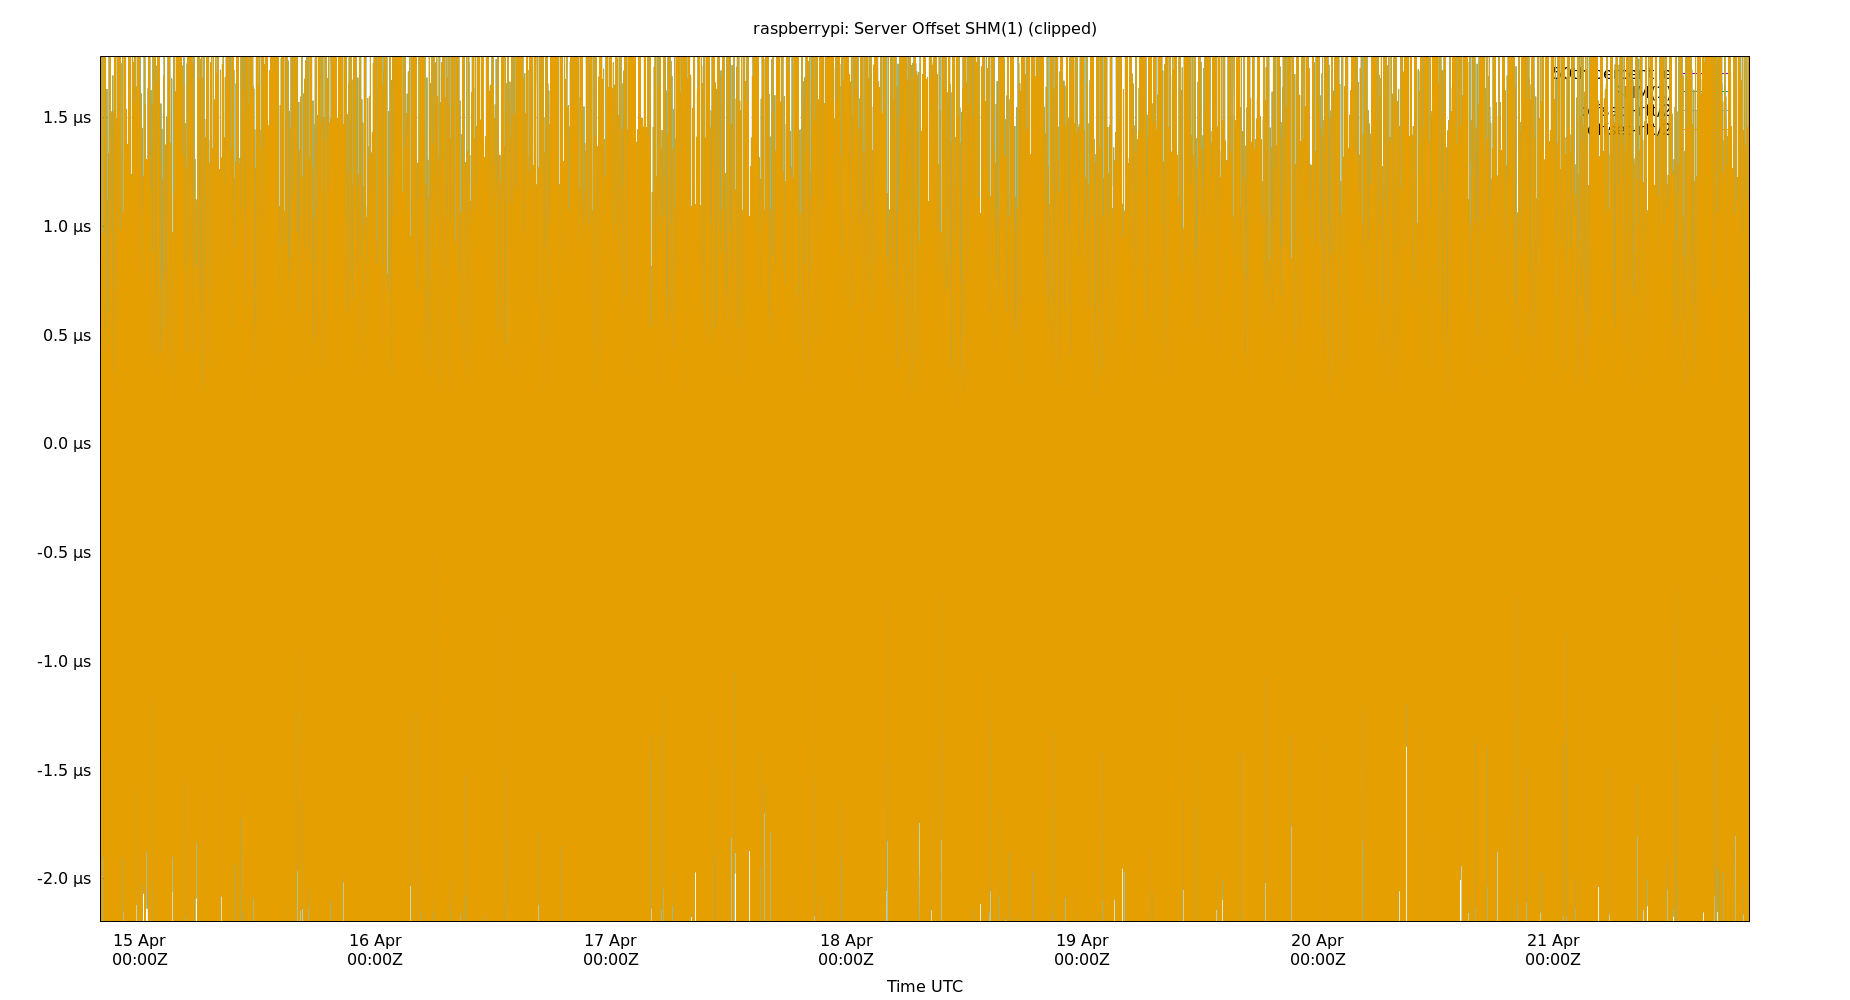 raspberrypi: Server Offset SHM(1) (clipped)
1.5 µs
1.0 µs
0.5 µs
0.0 µs
-0.5 µs
-1.0 µs
-1.5 µs
-2.0 µs
15 Apr 16 Apr 17 Apr 18 Apr 19 Apr 20 Apr 21 Apr
00:00Z 00:00Z 00:00Z 00:00Z 00:00Z 00:00Z 00:00Z
Time UTC